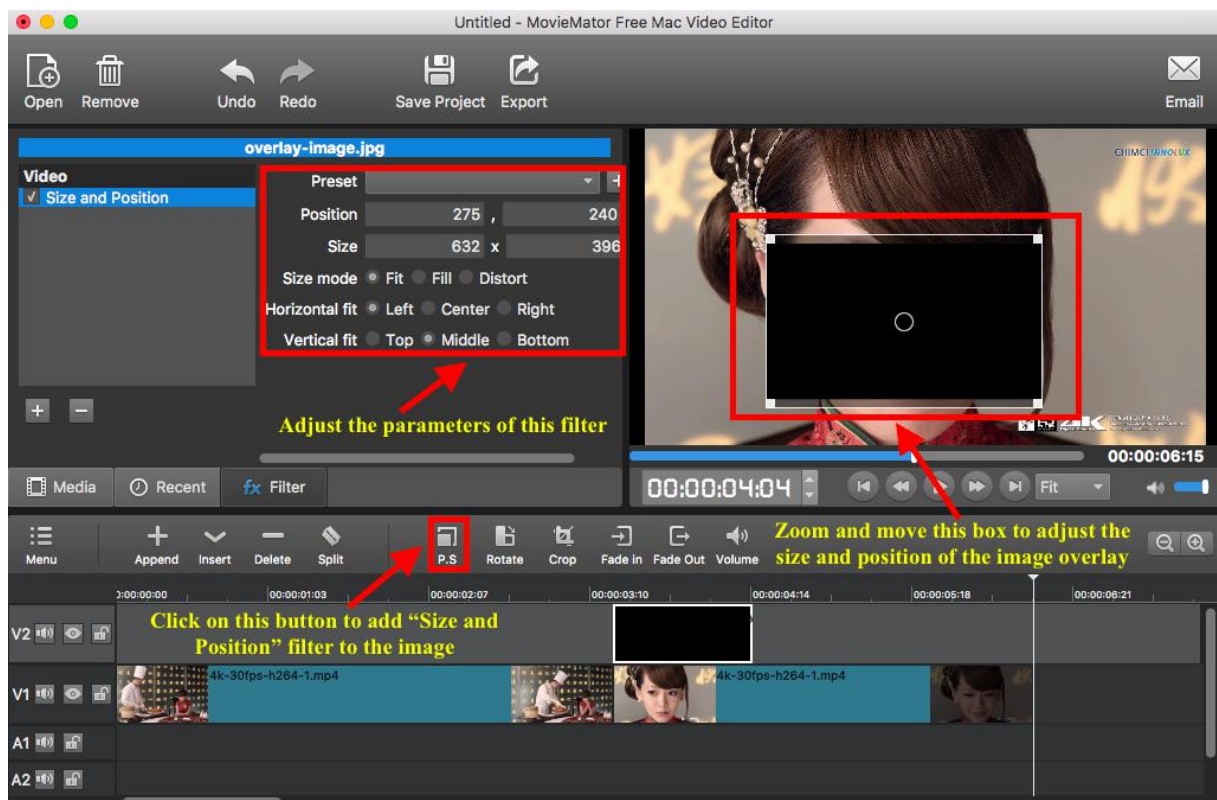 Untitled - MovieMator Free Mac Video Editor
Open Remove Undo Redo Save Project Export Email
overlay-image.jpg
Video
Size and Position
Preset
Position 275 , 240
Size 632 x 396
Size mode Fit Fill Distort
Horizontal fit Left Center Right
Vertical fit Top Middle Bottom
Adjust the parameters of this filter
CHIMEI INNOLUX
00:00:06:15
Media Recent fx Filter
00:00:04:04 Fit
Menu Append Insert Delete Split P.S Rotate Crop Fade in Fade Out Volume
Zoom and move this box to adjust the
size and position of the image overlay
00:00:01:03 00:00:02:07 00:00:03:10 00:00:04:14 00:00:05:18 00:00:06:21
Click on this button to add “Size and
Position” filter to the image
V2
V1 4k-30fps-h264-1.mp4 4k-30fps-h264-1.mp4
A1
A2